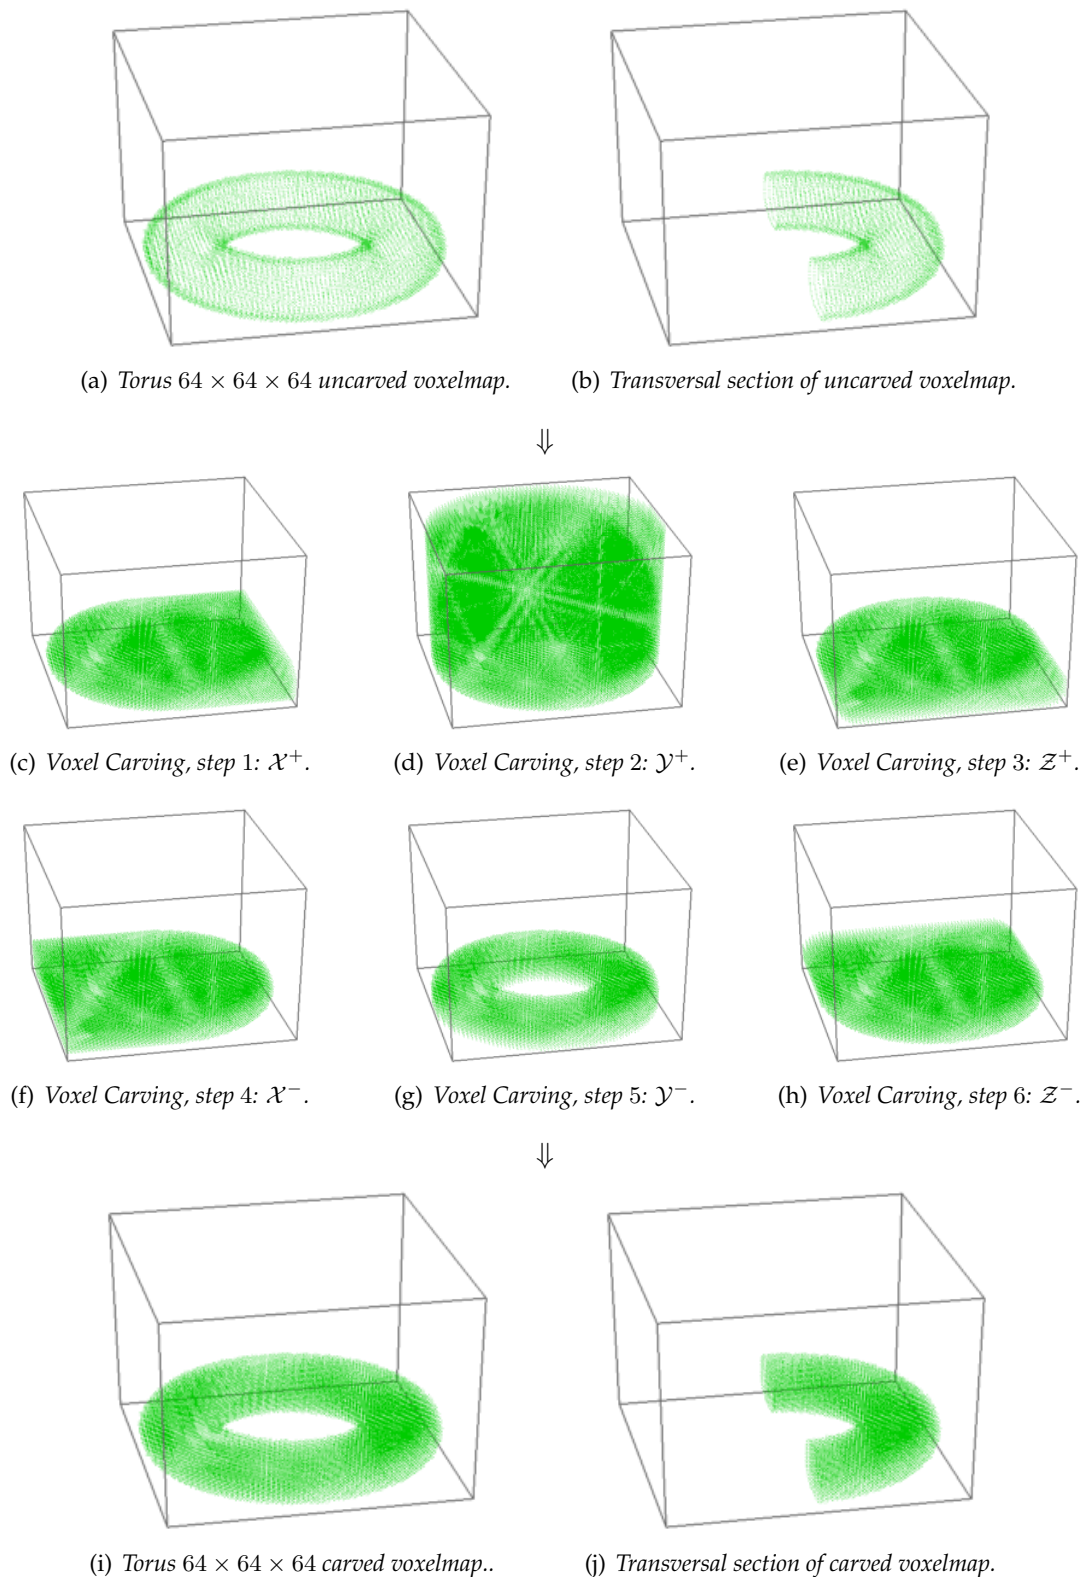 (a) Torus 64 × 64 × 64 uncarved voxelmap. (b) Transversal section of uncarved voxelmap.
⇓
(c) Voxel Carving, step 1: 𝒳⁺. (d) Voxel Carving, step 2: 𝒴⁺. (e) Voxel Carving, step 3: 𝒵⁺.
(f) Voxel Carving, step 4: 𝒳⁻. (g) Voxel Carving, step 5: 𝒴⁻. (h) Voxel Carving, step 6: 𝒵⁻.
⇓
(i) Torus 64 × 64 × 64 carved voxelmap.. (j) Transversal section of carved voxelmap.